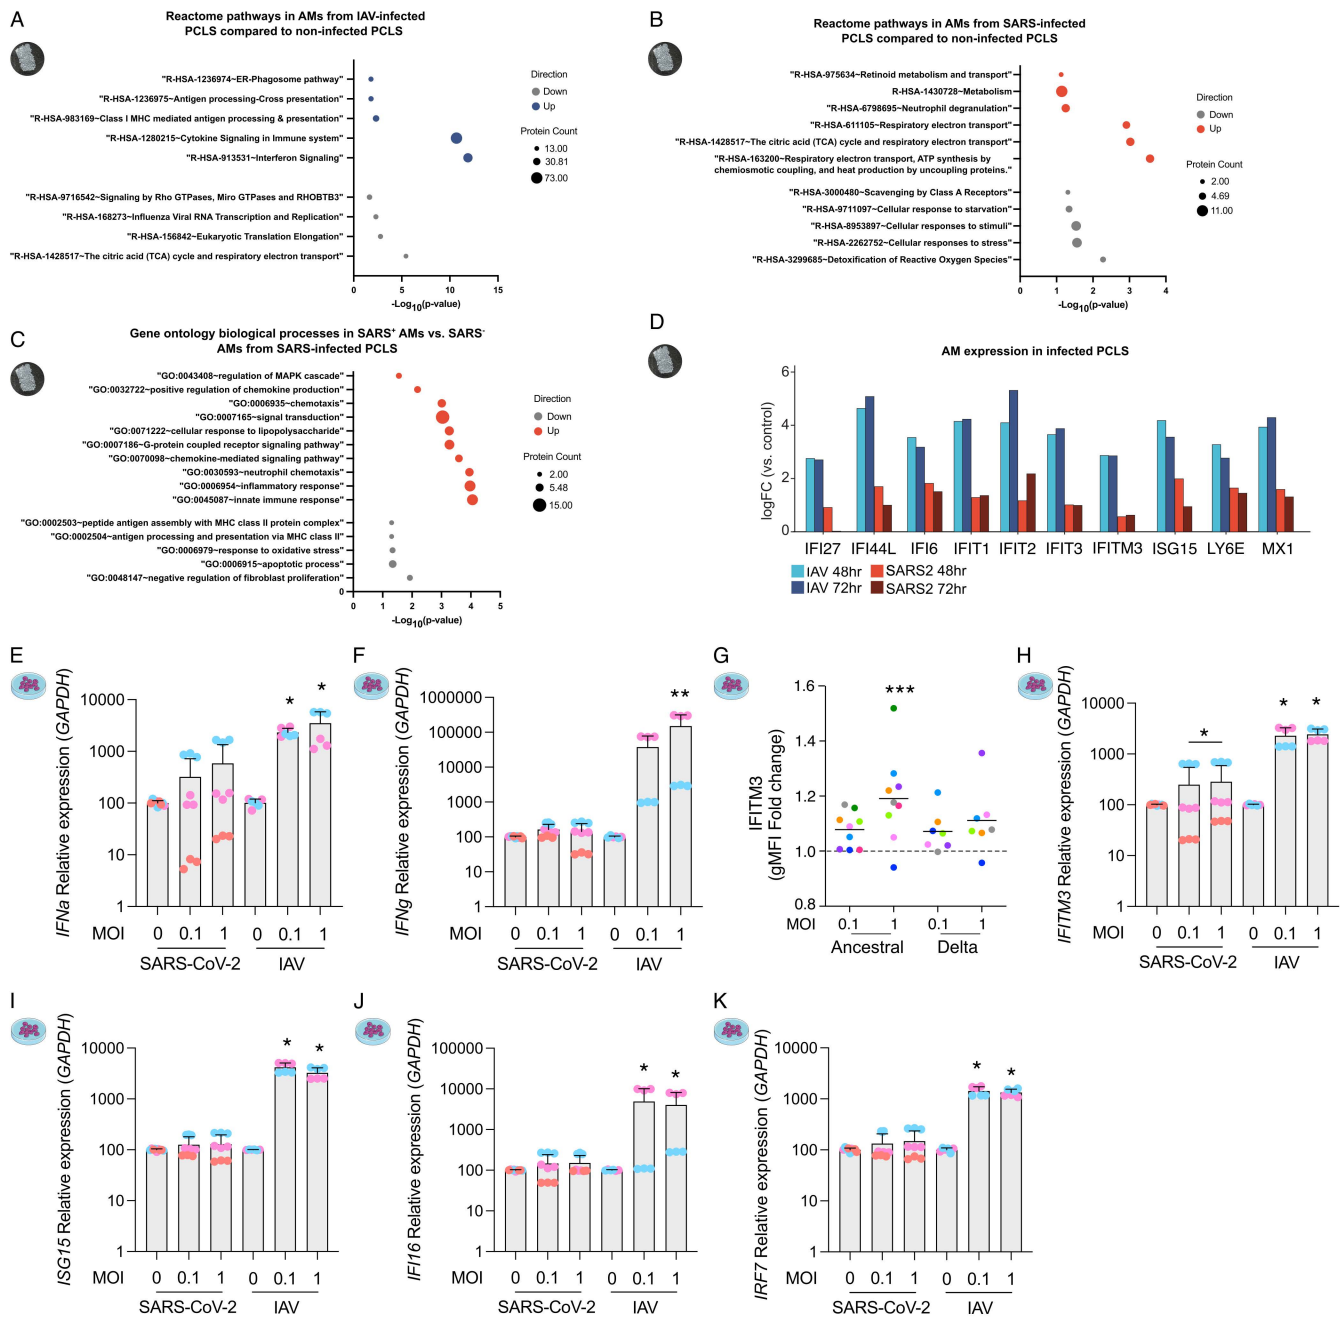 A
Reactome pathways in AMs from IAV-infected
PCLS compared to non-infected PCLS
"R-HSA-1236974~ER-Phagosome pathway"
"R-HSA-1236975~Antigen processing-Cross presentation"
"R-HSA-983169~Class I MHC mediated antigen processing & presentation"
"R-HSA-1280215~Cytokine Signaling in Immune system"
"R-HSA-913531~Interferon Signaling"
"R-HSA-9716542~Signaling by Rho GTPases, Miro GTPases and RHOBTB3"
"R-HSA-168273~Influenza Viral RNA Transcription and Replication"
"R-HSA-156842~Eukaryotic Translation Elongation"
"R-HSA-1428517~The citric acid (TCA) cycle and respiratory electron transport"
0 5 10 15
-Log10(p-value)
Direction
Down
Up
Protein Count
13.00
30.81
73.00
B
Reactome pathways in AMs from SARS-infected
PCLS compared to non-infected PCLS
"R-HSA-975634~Retinoid metabolism and transport"
R-HSA-1430728~Metabolism
"R-HSA-6798695~Neutrophil degranulation"
"R-HSA-611105~Respiratory electron transport"
"R-HSA-1428517~The citric acid (TCA) cycle and respiratory electron transport"
"R-HSA-163200~Respiratory electron transport, ATP synthesis by
chemiosmotic coupling, and heat production by uncoupling proteins."
"R-HSA-3000480~Scavenging by Class A Receptors"
"R-HSA-9711097~Cellular response to starvation"
"R-HSA-8953897~Cellular responses to stimuli"
"R-HSA-2262752~Cellular responses to stress"
"R-HSA-3299685~Detoxification of Reactive Oxygen Species"
0 1 2 3 4
-Log10(p-value)
Direction
Down
Up
Protein Count
2.00
4.69
11.00
C
Gene ontology biological processes in SARS+ AMs vs. SARS-
AMs from SARS-infected PCLS
"GO:0043408~regulation of MAPK cascade"
"GO:0032722~positive regulation of chemokine production"
"GO:0006935~chemotaxis"
"GO:0007165~signal transduction"
"GO:0071222~cellular response to lipopolysaccharide"
"GO:0007186~G-protein coupled receptor signaling pathway"
"GO:0070098~chemokine-mediated signaling pathway"
"GO:0030593~neutrophil chemotaxis"
"GO:0006954~inflammatory response"
"GO:0045087~innate immune response"
"GO:0002503~peptide antigen assembly with MHC class II protein complex"
"GO:0002504~antigen processing and presentation via MHC class II"
"GO:0006979~response to oxidative stress"
"GO:0006915~apoptotic process"
"GO:0048147~negative regulation of fibroblast proliferation"
0
0 1 2 3 4 5
-Log10(p-value)
Direction
Down
Up
Protein Count
2.00
5.48
15.00
D
AM expression in infected PCLS
logFC (vs. control)
6
4
2
0
IFI27 IFI44L IFI6 IFIT1 IFIT2 IFIT3 IFITM3 ISG15 LY6E MX1
IAV 48hr SARS2 48hr
IAV 72hr SARS2 72hr
E
IFNa Relative expression (GAPDH)
10000
1000
100
10
1
* *
MOI 0 0.1 1 0 0.1 1
SARS-CoV-2 IAV
F
IFNg Relative expression (GAPDH)
1000000
100000
10000
1000
100
10
1
**
MOI 0 0.1 1 0 0.1 1
SARS-CoV-2 IAV
G
IFITM3
(gMFI Fold change)
1.6
1.4
1.2
1.0
0.8
***
0.1 1 0.1 1
Ancestral Delta
H
IFITM3 Relative expression (GAPDH)
10000
1000
100
10
1
* * *
MOI 0 0.1 1 0 0.1 1
SARS-CoV-2 IAV
I
ISG15 Relative expression (GAPDH)
10000
1000
100
10
1
* *
MOI 0 0.1 1 0 0.1 1
SARS-CoV-2 IAV
J
IFI16 Relative expression (GAPDH)
100000
10000
1000
100
10
1
* *
MOI 0 0.1 1 0 0.1 1
SARS-CoV-2 IAV
K
IRF7 Relative expression (GAPDH)
10000
1000
100
10
1
* *
MOI 0 0.1 1 0 0.1 1
SARS-CoV-2 IAV